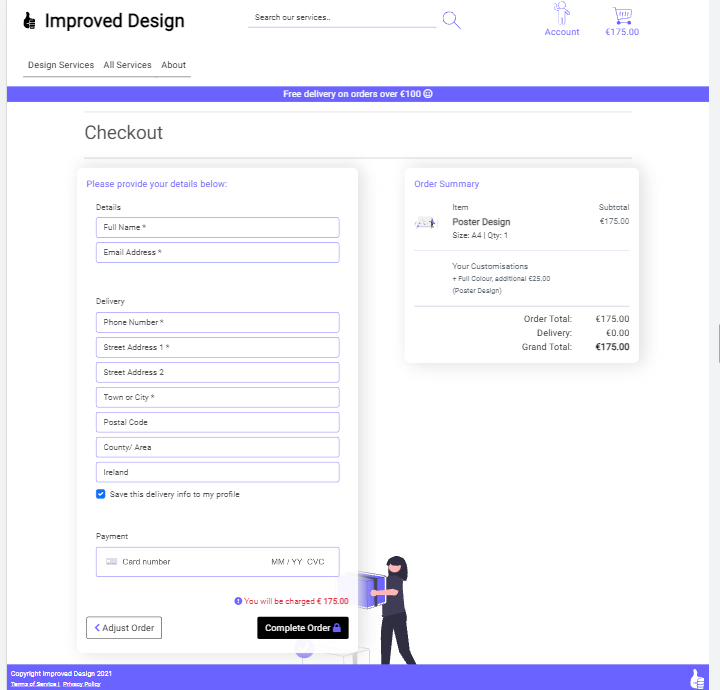 Improved Design
Search our services..
Account
€175.00
Design Services All Services About
Free delivery on orders over €100
Checkout
Please provide your details below:
Details
Full Name *
Email Address *
Delivery
Phone Number *
Street Address 1 *
Street Address 2
Town or City *
Postal Code
County/ Area
Ireland
Save this delivery info to my profile
Payment
Card number MM / YY CVC
You will be charged € 175.00
Adjust Order
Complete Order
Order Summary
Item Subtotal
Poster Design €175.00
Size: A4 | Qty: 1
Your Customisations
+ Full Colour, additional €25.00
(Poster Design)
Order Total: €175.00
Delivery: €0.00
Grand Total: €175.00
Copyright Improved Design 2021
Terms of Service | Privacy Policy